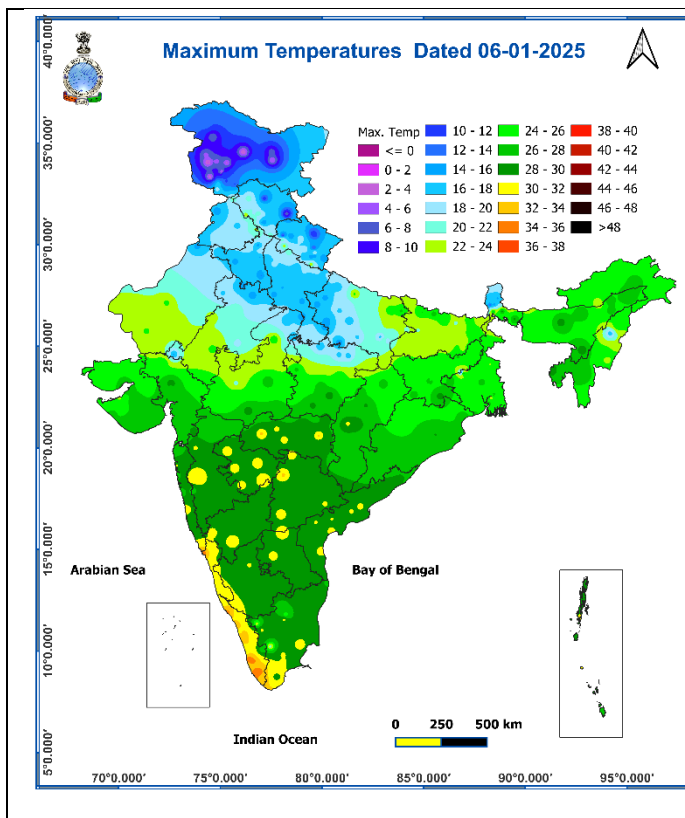 Maximum Temperatures Dated 06-01-2025
Max. Temp
<= 0
0 - 2
2 - 4
4 - 6
6 - 8
8 - 10
10 - 12
12 - 14
14 - 16
16 - 18
18 - 20
20 - 22
22 - 24
24 - 26
26 - 28
28 - 30
30 - 32
32 - 34
34 - 36
36 - 38
38 - 40
40 - 42
42 - 44
44 - 46
46 - 48
>48
40°0.000'
35°0.000'
30°0.000'
25°0.000'
20°0.000'
15°0.000'
10°0.000'
5°0.000'
Arabian Sea
Bay of Bengal
Indian Ocean
0 250 500 km
70°0.000' 75°0.000' 80°0.000' 85°0.000' 90°0.000' 95°0.000'